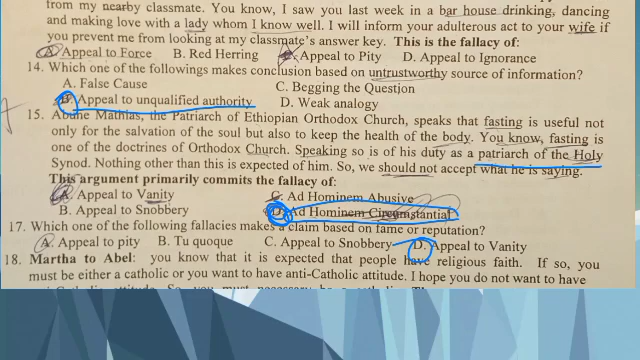 from my nearby classmate. You know, I saw you last week in a bar house drinking, dancing
and making love with a lady whom I know well. I will inform your adulterous act to your wife if
you prevent me from looking at my classmate's answer key. This is the fallacy of:
A. Appeal to Force B. Red Herring C. Appeal to Pity D. Appeal to Ignorance
14. Which one of the followings makes conclusion based on untrustworthy source of information?
A. False Cause C. Begging the Question
B. Appeal to unqualified authority D. Weak analogy
15. Abune Mathias, the Patriarch of Ethiopian Orthodox Church, speaks that fasting is useful not
only for the salvation of the soul but also to keep the health of the body. You know, fasting is
one of the doctrines of Orthodox Church. Speaking so is of his duty as a patriarch of the Holy
Synod. Nothing other than this is expected of him. So, we should not accept what he is saying.
This argument primarily commits the fallacy of:
A. Appeal to Vanity C. Ad Hominem Abusive
B. Appeal to Snobbery D. Ad Hominem Circumstantial
17. Which one of the following fallacies makes a claim based on fame or reputation?
A. Appeal to pity B. Tu quoque C. Appeal to Snobbery D. Appeal to Vanity
18. Martha to Abel: you know that it is expected that people have religious faith. If so, you
must be either a catholic or you want to have anti-Catholic attitude. I hope you do not want to have